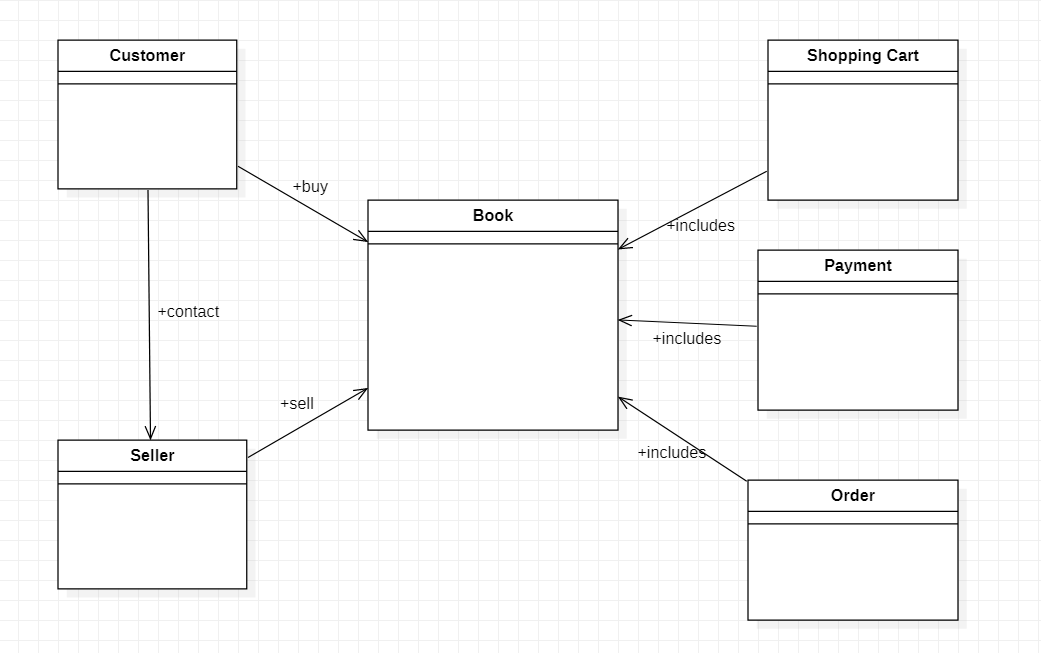 Customer
Shopping Cart
+buy
Book
+includes
Payment
+contact
+includes
+sell
Seller
+includes
Order